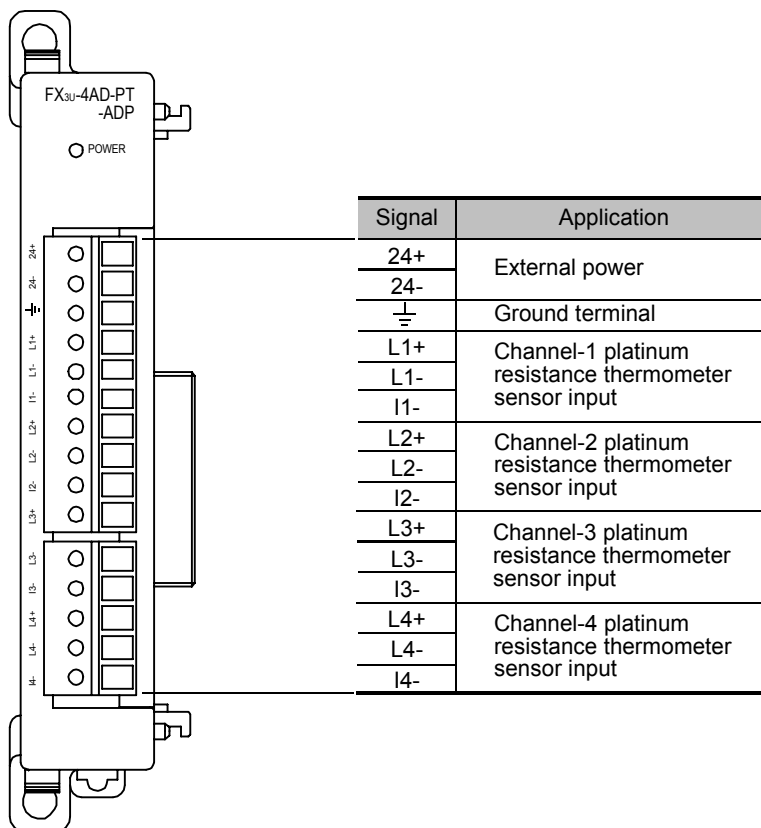 FX3U-4AD-PT
-ADP
POWER
24+
24-
L1+
L1-
I1-
L2+
L2-
I2-
L3+
L3-
I3-
L4+
L4-
I4-
Signal Application
24+
24-
External power
Ground terminal
L1+
L1-
I1-
Channel-1 platinum
resistance thermometer
sensor input
L2+
L2-
I2-
Channel-2 platinum
resistance thermometer
sensor input
L3+
L3-
I3-
Channel-3 platinum
resistance thermometer
sensor input
L4+
L4-
I4-
Channel-4 platinum
resistance thermometer
sensor input